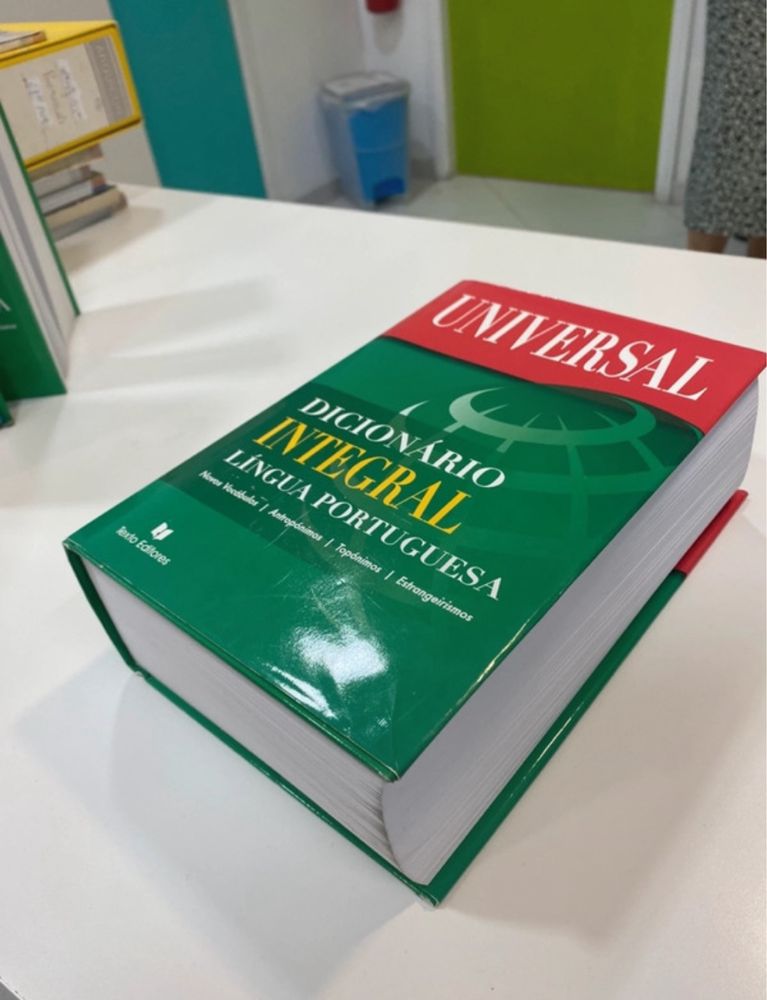 UNIVERSAL
DICIONÁRIO
INTEGRAL
LÍNGUA PORTUGUESA
Novos Vocábulos | Antropónimos | Topónimos | Estrangeirismos
Texto Editores